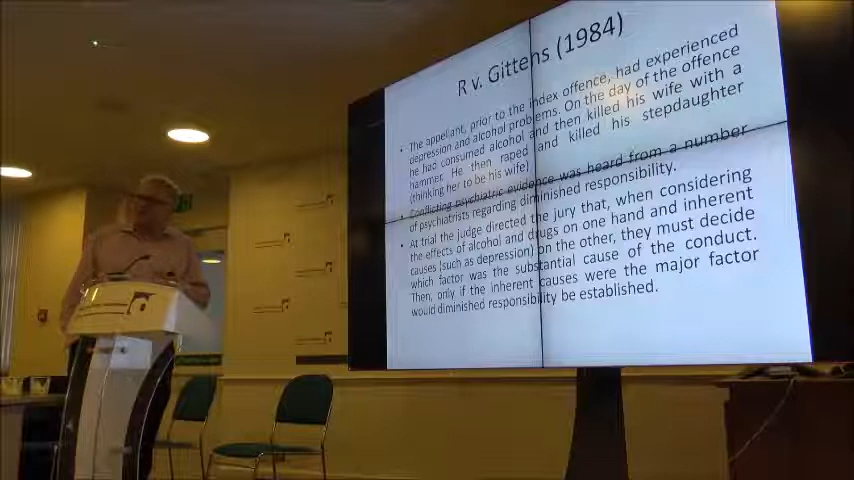 R v. Gittens (1984)
• The appellant, prior to the index offence, had experienced
depression and alcohol problems. On the day of the offence
he had consumed alcohol and then killed his wife with a
hammer. He then raped and killed his stepdaughter
(thinking her to be his wife)
• Conflicting psychiatric evidence was heard from a number
of psychiatrists regarding diminished responsibility.
• At trial the judge directed the jury that, when considering
the effects of alcohol and drugs on one hand and inherent
causes (such as depression) on the other, they must decide
which factor was the substantial cause of the conduct.
Then, only if the inherent causes were the major factor
would diminished responsibility be established.